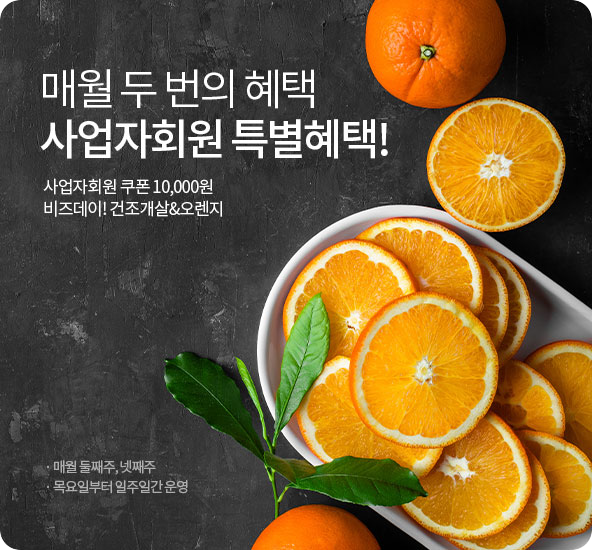 매월 두 번의 혜택
사업자회원 특별혜택!
사업자회원 쿠폰 10,000원
비즈데이! 건조개살&오렌지
· 매월 둘째주, 넷째주
· 목요일부터 일주일간 운영